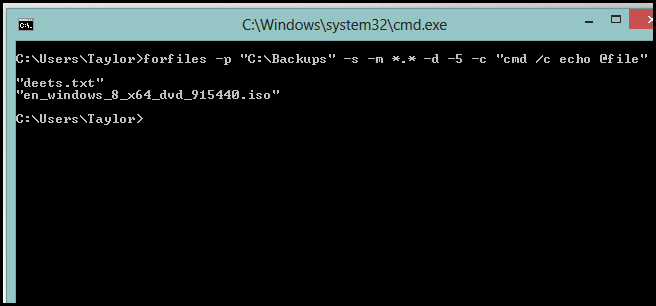 C:\Windows\system32\cmd.exe
C:\Users\Taylor>forfiles -p "C:\Backups" -s -m *.* -d -5 -c "cmd /c echo @file"
"deets.txt"
"en_windows_8_x64_dvd_915440.iso"
C:\Users\Taylor>